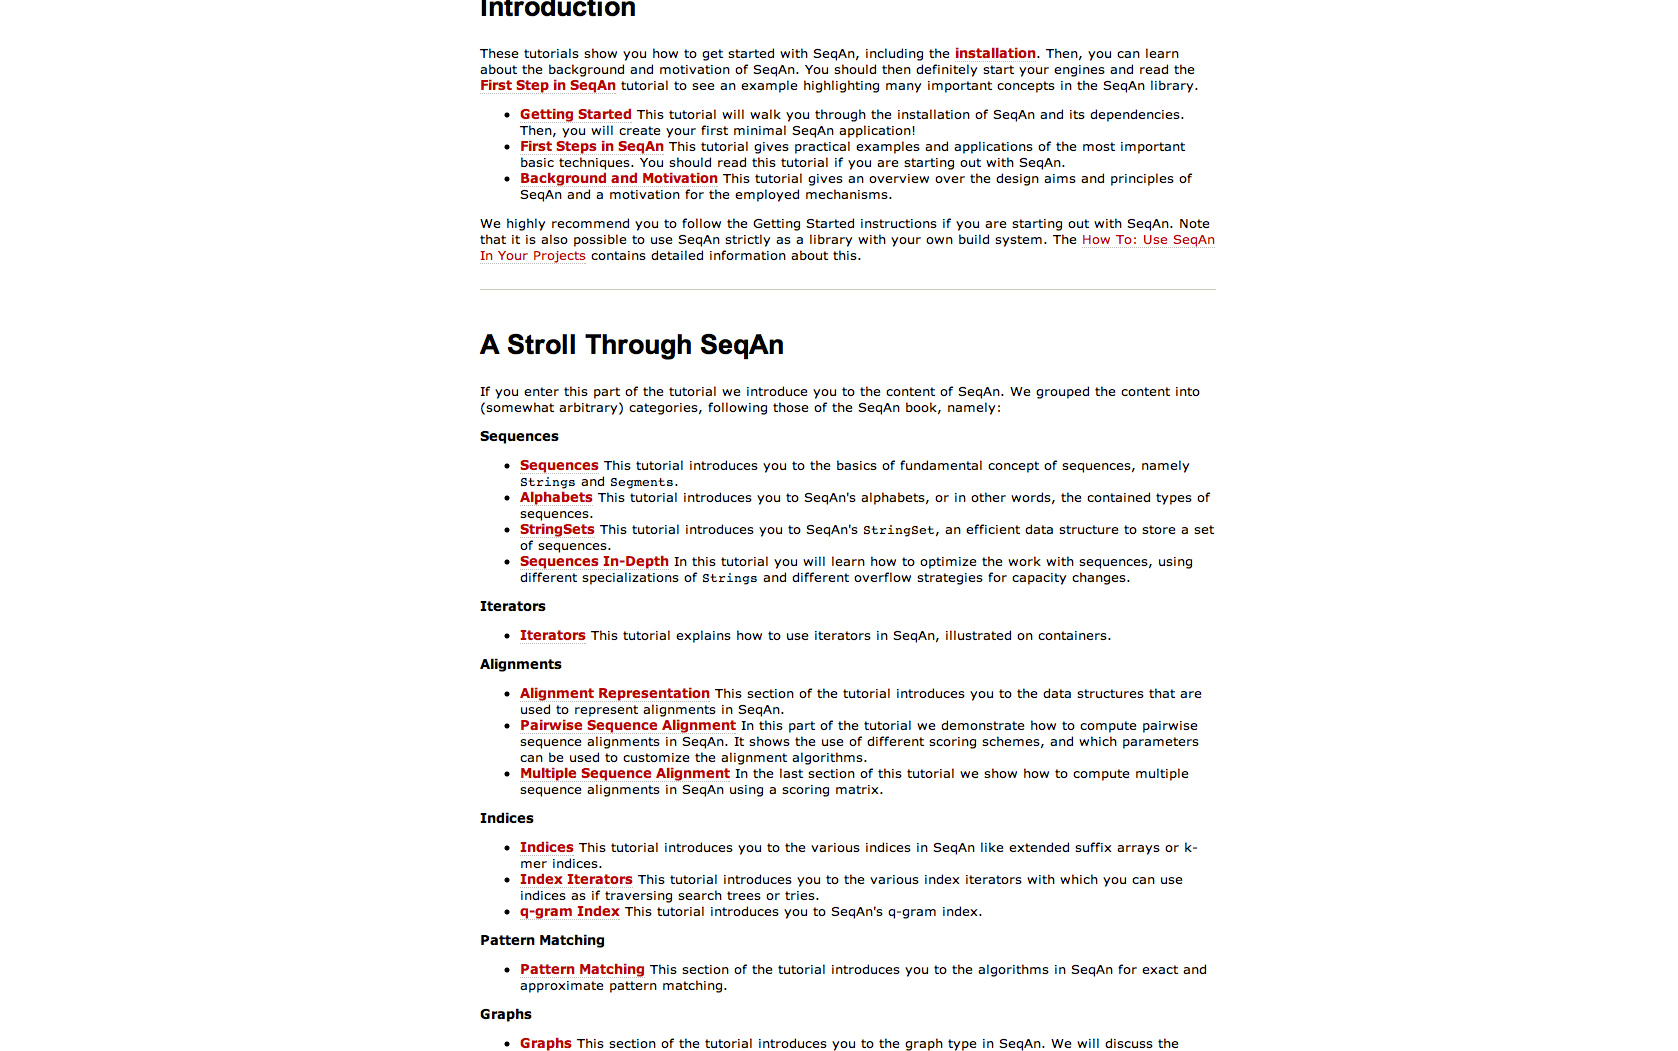 Introduction
These tutorials show you how to get started with SeqAn, including the installation. Then, you can learn
about the background and motivation of SeqAn. You should then definitely start your engines and read the
First Step in SeqAn tutorial to see an example highlighting many important concepts in the SeqAn library.
• Getting Started This tutorial will walk you through the installation of SeqAn and its dependencies.
Then, you will create your first minimal SeqAn application!
• First Steps in SeqAn This tutorial gives practical examples and applications of the most important
basic techniques. You should read this tutorial if you are starting out with SeqAn.
• Background and Motivation This tutorial gives an overview over the design aims and principles of
SeqAn and a motivation for the employed mechanisms.
We highly recommend you to follow the Getting Started instructions if you are starting out with SeqAn. Note
that it is also possible to use SeqAn strictly as a library with your own build system. The How To: Use SeqAn
In Your Projects contains detailed information about this.
A Stroll Through SeqAn
If you enter this part of the tutorial we introduce you to the content of SeqAn. We grouped the content into
(somewhat arbitrary) categories, following those of the SeqAn book, namely:
Sequences
• Sequences This tutorial introduces you to the basics of fundamental concept of sequences, namely
Strings and Segments.
• Alphabets This tutorial introduces you to SeqAn's alphabets, or in other words, the contained types of
sequences.
• StringSets This tutorial introduces you to SeqAn's StringSet, an efficient data structure to store a set
of sequences.
• Sequences In-Depth In this tutorial you will learn how to optimize the work with sequences, using
different specializations of Strings and different overflow strategies for capacity changes.
Iterators
• Iterators This tutorial explains how to use iterators in SeqAn, illustrated on containers.
Alignments
• Alignment Representation This section of the tutorial introduces you to the data structures that are
used to represent alignments in SeqAn.
• Pairwise Sequence Alignment In this part of the tutorial we demonstrate how to compute pairwise
sequence alignments in SeqAn. It shows the use of different scoring schemes, and which parameters
can be used to customize the alignment algorithms.
• Multiple Sequence Alignment In the last section of this tutorial we show how to compute multiple
sequence alignments in SeqAn using a scoring matrix.
Indices
• Indices This tutorial introduces you to the various indices in SeqAn like extended suffix arrays or k-
mer indices.
• Index Iterators This tutorial introduces you to the various index iterators with which you can use
indices as if traversing search trees or tries.
• q-gram Index This tutorial introduces you to SeqAn's q-gram index.
Pattern Matching
• Pattern Matching This section of the tutorial introduces you to the algorithms in SeqAn for exact and
approximate pattern matching.
Graphs
• Graphs This section of the tutorial introduces you to the graph type in SeqAn. We will discuss the